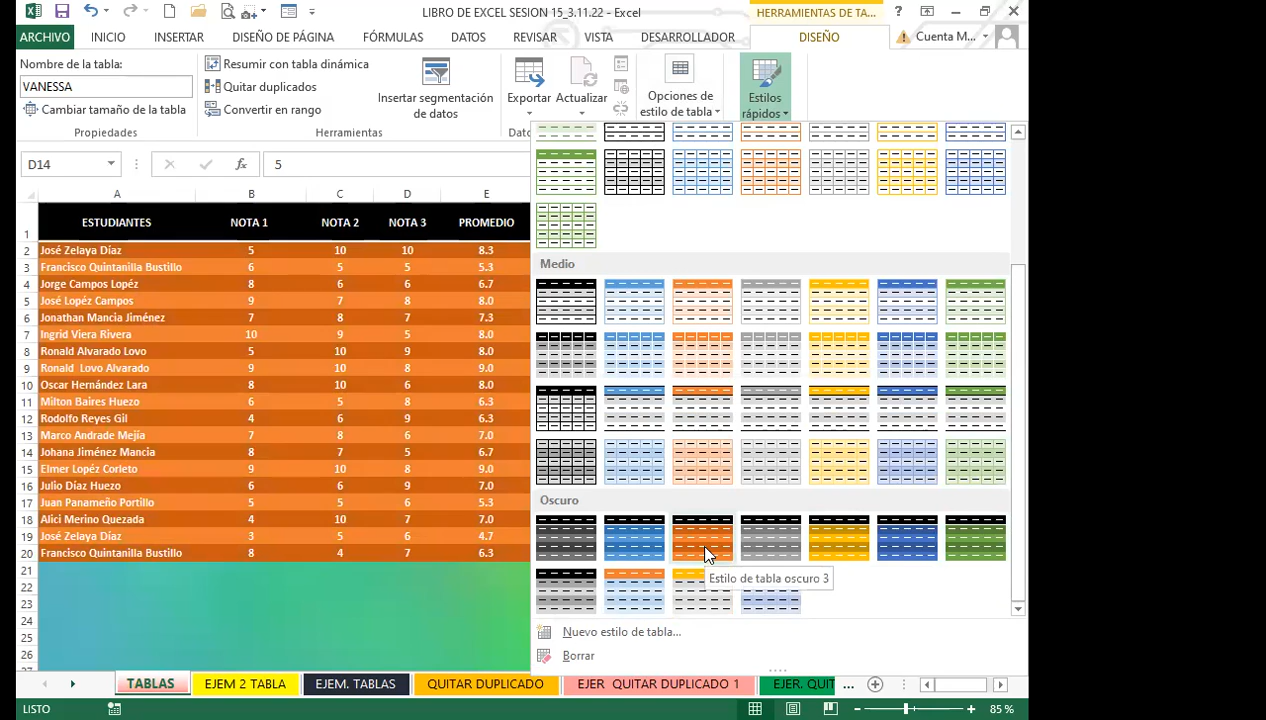 LIBRO DE EXCEL SESION 15_3.11.22 - Excel
HERRAMIENTAS DE TA...
ARCHIVO INICIO INSERTAR DISEÑO DE PÁGINA FÓRMULAS DATOS REVISAR VISTA DESARROLLADOR DISEÑO Cuenta M...
Nombre de la tabla:
VANESSA
Cambiar tamaño de la tabla
Propiedades
Resumir con tabla dinámica
Quitar duplicados
Convertir en rango
Insertar segmentación
de datos
Herramientas
Exportar Actualizar
Opciones de
estilo de tabla
Estilos
rápidos
D14 fx 5
A B C D E
1 ESTUDIANTES NOTA 1 NOTA 2 NOTA 3 PROMEDIO
2 José Zelaya Díaz 5 10 10 8.3
3 Francisco Quintanilla Bustillo 6 5 5 5.3
4 Jorge Campos Lopéz 8 6 6 6.7
5 José Lopéz Campos 9 7 8 8.0
6 Jonathan Mancia Jiménez 7 8 7 7.3
7 Ingrid Viera Rivera 10 9 5 8.0
8 Ronald Alvarado Lovo 5 10 9 8.0
9 Ronald  Lovo Alvarado 9 10 8 9.0
10 Oscar Hernández Lara 8 10 6 8.0
11 Milton Baires Huezo 6 5 8 6.3
12 Rodolfo Reyes Gil 4 6 9 6.3
13 Marco Andrade Mejía 7 8 6 7.0
14 Johana Jiménez Mancia 8 7 5 6.7
15 Elmer Lopéz Corleto 9 10 8 9.0
16 Julio Díaz Huezo 6 6 9 7.0
17 Juan Panameño Portillo 5 5 6 5.3
18 Alici Merino Quezada 4 10 7 7.0
19 José Zelaya Díaz 3 5 6 4.7
20 Francisco Quintanilla Bustillo 8 4 7 6.3
21
22
23
24
25
26
Medio
Oscuro
Estilo de tabla oscuro 3
Nuevo estilo de tabla...
Borrar
TABLAS EJEM 2 TABLA EJEM. TABLAS QUITAR DUPLICADO EJER QUITAR DUPLICADO 1 EJER. QUIT ...
LISTO 85 %